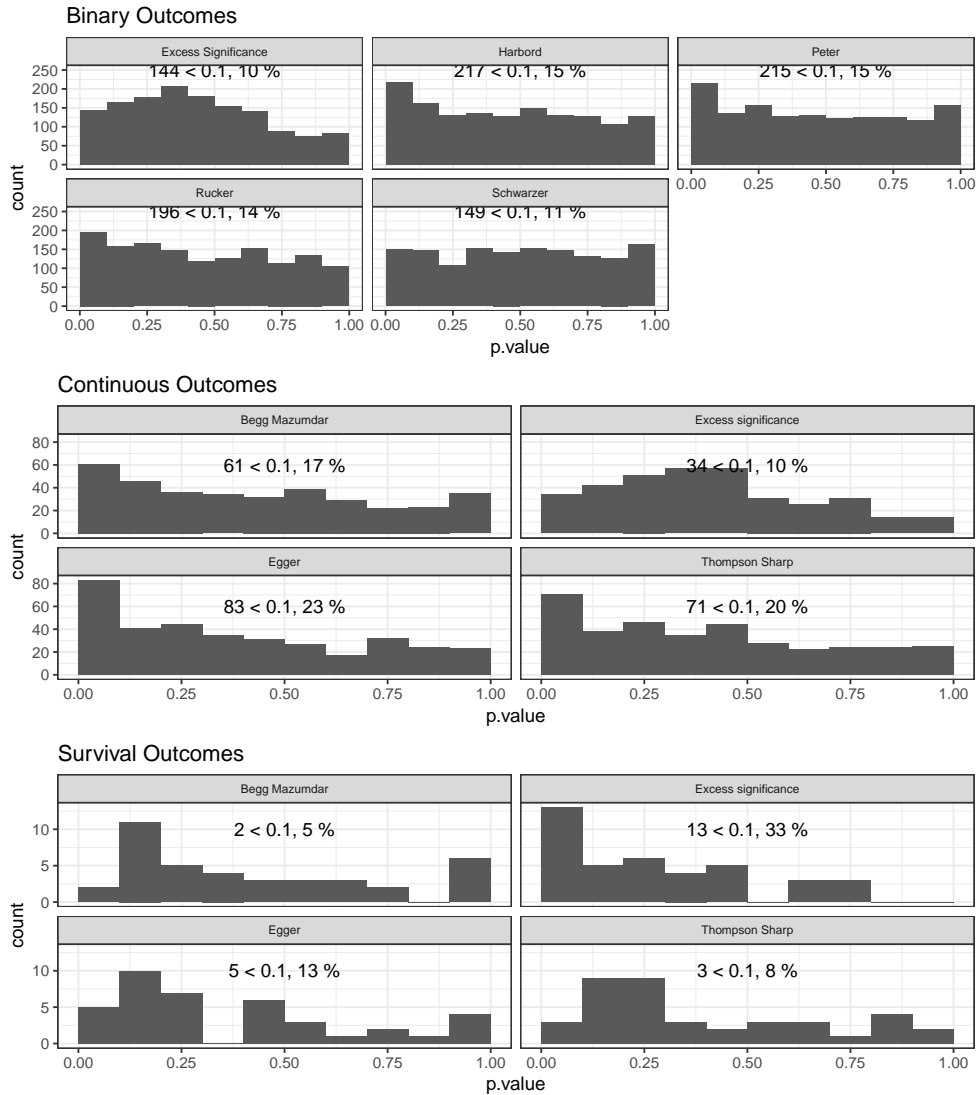 Binary Outcomes
Excess Significance Harbord Peter
144 < 0.1, 10 % 217 < 0.1, 15 % 215 < 0.1, 15 %
250
200
150
100
50
0
0.00 0.25 0.50 0.75 1.00
count
Rucker Schwarzer
196 < 0.1, 14 % 149 < 0.1, 11 %
250
200
150
100
50
0
0.00 0.25 0.50 0.75 1.00 0.00 0.25 0.50 0.75 1.00
p.value
Continuous Outcomes
Begg Mazumdar Excess significance
80
61 < 0.1, 17 % 34 < 0.1, 10 %
60
40
20
0
count
Egger Thompson Sharp
80
83 < 0.1, 23 % 71 < 0.1, 20 %
60
40
20
0
0.00 0.25 0.50 0.75 1.00 0.00 0.25 0.50 0.75 1.00
p.value
Survival Outcomes
Begg Mazumdar Excess significance
10
2 < 0.1, 5 % 13 < 0.1, 33 %
5
0
count
Egger Thompson Sharp
10
5 < 0.1, 13 % 3 < 0.1, 8 %
5
0
0.00 0.25 0.50 0.75 1.00 0.00 0.25 0.50 0.75 1.00
p.value